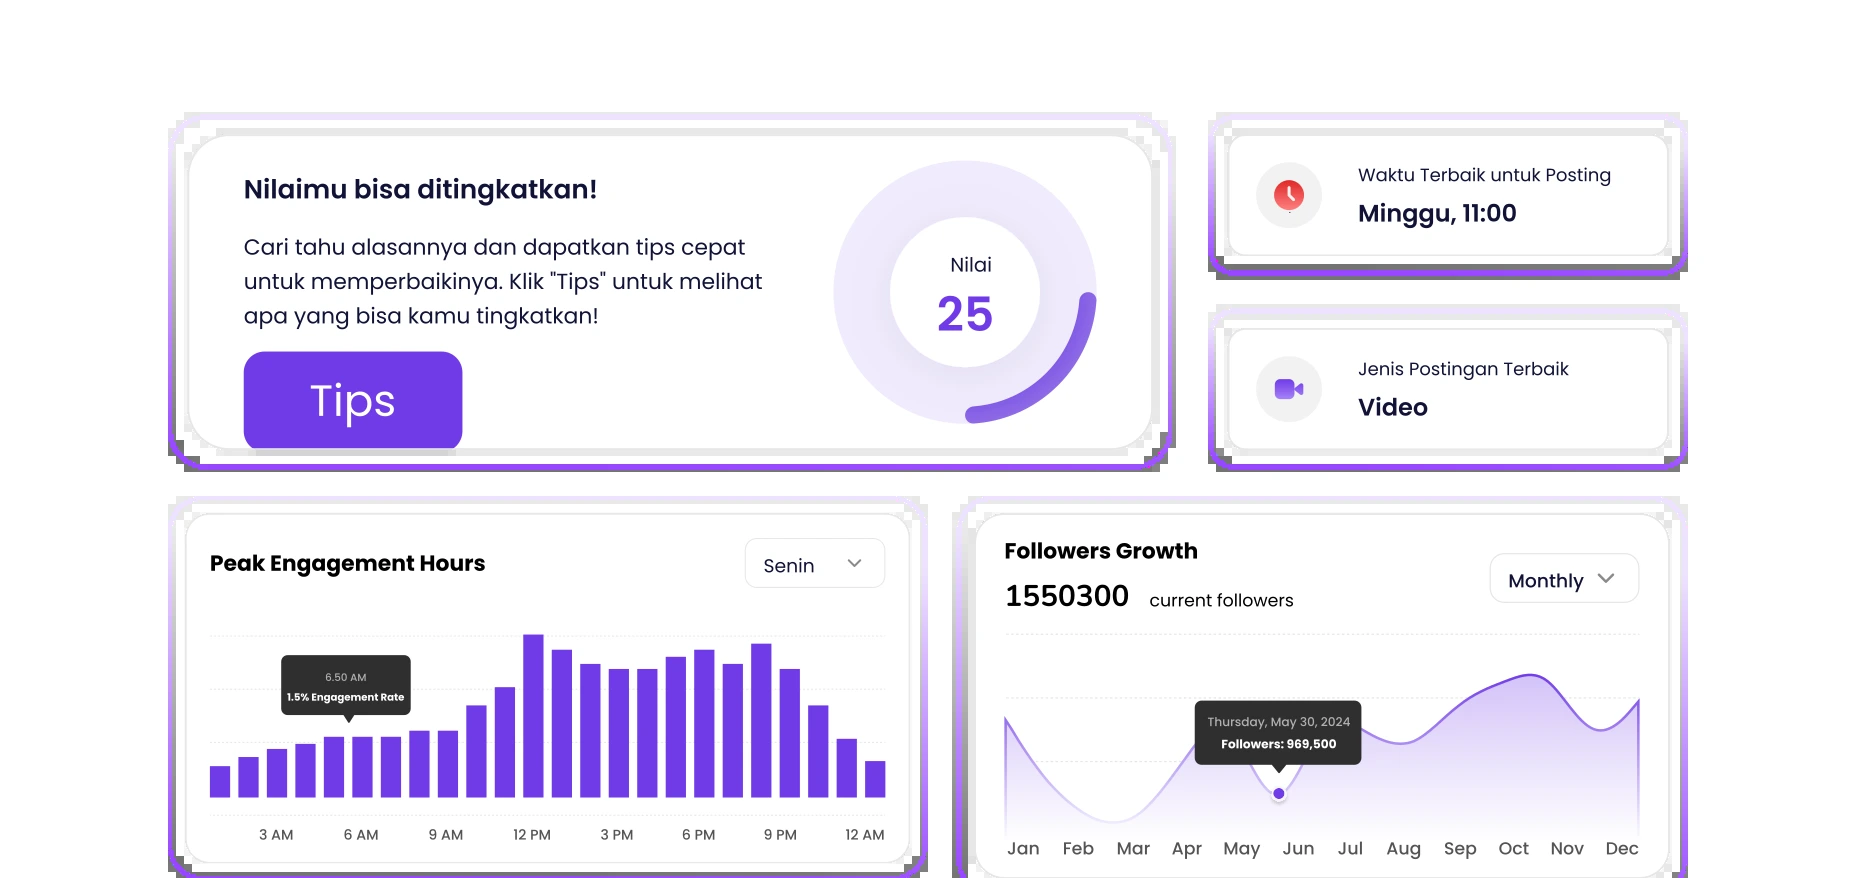 Nilaimu bisa ditingkatkan!
Cari tahu alasannya dan dapatkan tips cepat
untuk memperbaikinya. Klik "Tips" untuk melihat
apa yang bisa kamu tingkatkan!
Tips
Nilai
25
Waktu Terbaik untuk Posting
Minggu, 11:00
Jenis Postingan Terbaik
Video
Peak Engagement Hours
Senin
6.50 AM
1.5% Engagement Rate
3 AM 6 AM 9 AM 12 PM 3 PM 6 PM 9 PM 12 AM
Followers Growth
1550300 current followers
Monthly
Thursday, May 30, 2024
Followers: 969,500
Jan Feb Mar Apr May Jun Jul Aug Sep Oct Nov Dec